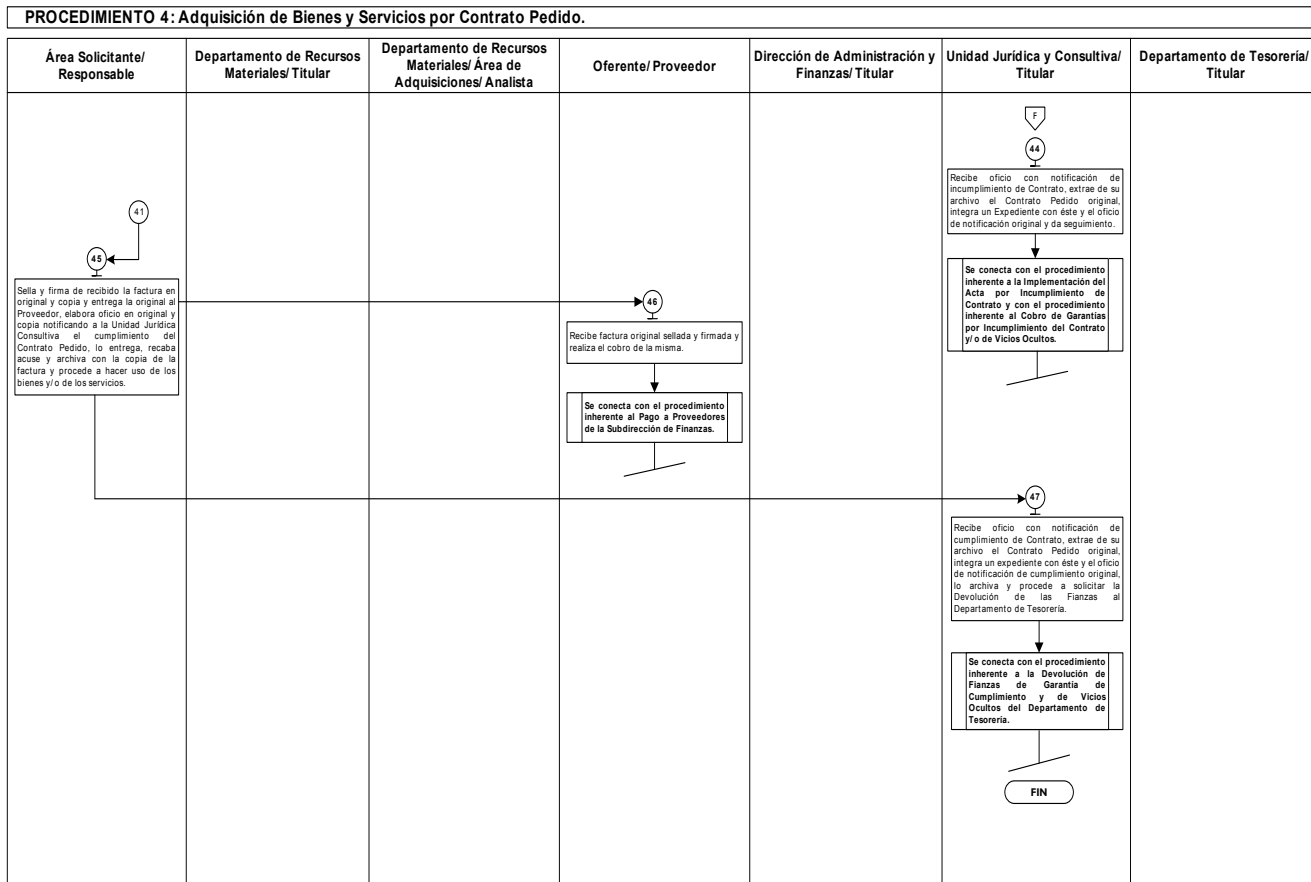 PROCEDIMIENTO 4: Adquisición de Bienes y Servicios por Contrato Pedido.
Área Solicitante/
Responsable
Departamento de Recursos
Materiales/ Titular
Departamento de Recursos
Materiales/ Área de
Adquisiciones/ Analista
Oferente/ Proveedor
Dirección de Administración y
Finanzas/ Titular
Unidad Jurídica y Consultiva/
Titular
Departamento de Tesorería/
Titular
F
44
Recibe oficio con notificación de
incumplimiento de Contrato, extrae de su
archivo el Contrato Pedido original,
integra un Expediente con éste y el oficio
de notificación original y da seguimiento.
Se conecta con el procedimiento
inherente a la Implementación del
Acta por Incumplimiento de
Contrato y con el procedimiento
inherente al Cobro de Garantías
por Incumplimiento del Contrato
y/ o de Vicios Ocultos.
41
45
Sella y firma de recibido la factura en
original y copia y entrega la original al
Proveedor, elabora oficio en original y
copia notificando a la Unidad Jurídica
Consultiva el cumplimiento del
Contrato Pedido, lo entrega, recaba
acuse y archiva con la copia de la
factura y procede a hacer uso de los
bienes y/ o de los servicios.
46
Recibe factura original sellada y firmada y
realiza el cobro de la misma.
Se conecta con el procedimiento
inherente al Pago a Proveedores
de la Subdirección de Finanzas.
47
Recibe oficio con notificación de
cumplimiento de Contrato, extrae de su
archivo el Contrato Pedido original,
integra un expediente con éste y el oficio
de notificación de cumplimiento original,
lo archiva y procede a solicitar la
Devolución de las Fianzas al
Departamento de Tesorería.
Se conecta con el procedimiento
inherente a la Devolución de
Fianzas de Garantía de
Cumplimiento y de Vicios
Ocultos del Departamento de
Tesorería.
FIN